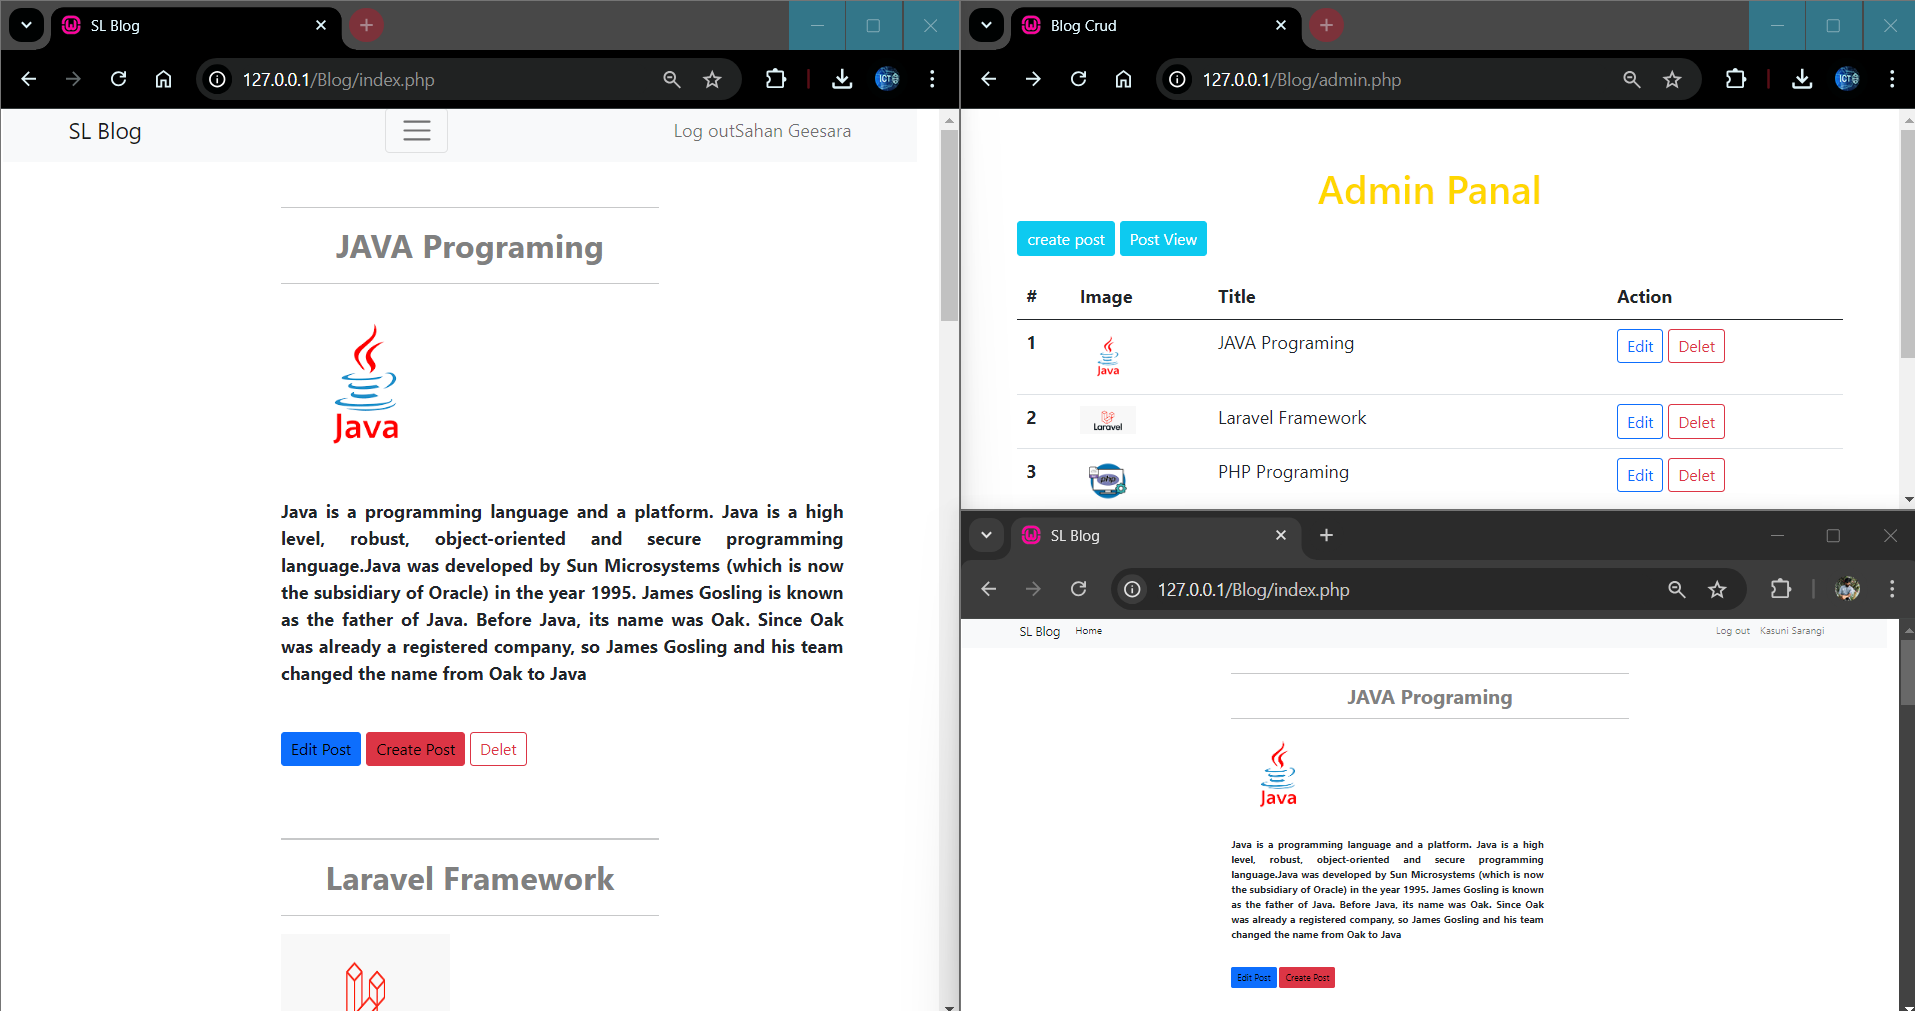 SL Blog
127.0.0.1/Blog/index.php
SL Blog
Log outSahan Geesara
JAVA Programing
Java
Java is a programming language and a platform. Java is a high
level, robust, object-oriented and secure programming
language.Java was developed by Sun Microsystems (which is now
the subsidiary of Oracle) in the year 1995. James Gosling is known
as the father of Java. Before Java, its name was Oak. Since Oak
was already a registered company, so James Gosling and his team
changed the name from Oak to Java
Edit Post Create Post Delet
Laravel Framework
Blog Crud
127.0.0.1/Blog/admin.php
ICT
Admin Panal
create post Post View
# Image Title Action
1 Java JAVA Programing Edit Delet
2 Laravel Laravel Framework Edit Delet
3 php PHP Programing Edit Delet
SL Blog
127.0.0.1/Blog/index.php
SL Blog Home Log out Kasuni Sarangi
JAVA Programing
Java
Java is a programming language and a platform. Java is a high
level, robust, object-oriented and secure programming
language.Java was developed by Sun Microsystems (which is now
the subsidiary of Oracle) in the year 1995. James Gosling is known
as the father of Java. Before Java, its name was Oak. Since Oak
was already a registered company, so James Gosling and his team
changed the name from Oak to Java
Edit Post Create Post